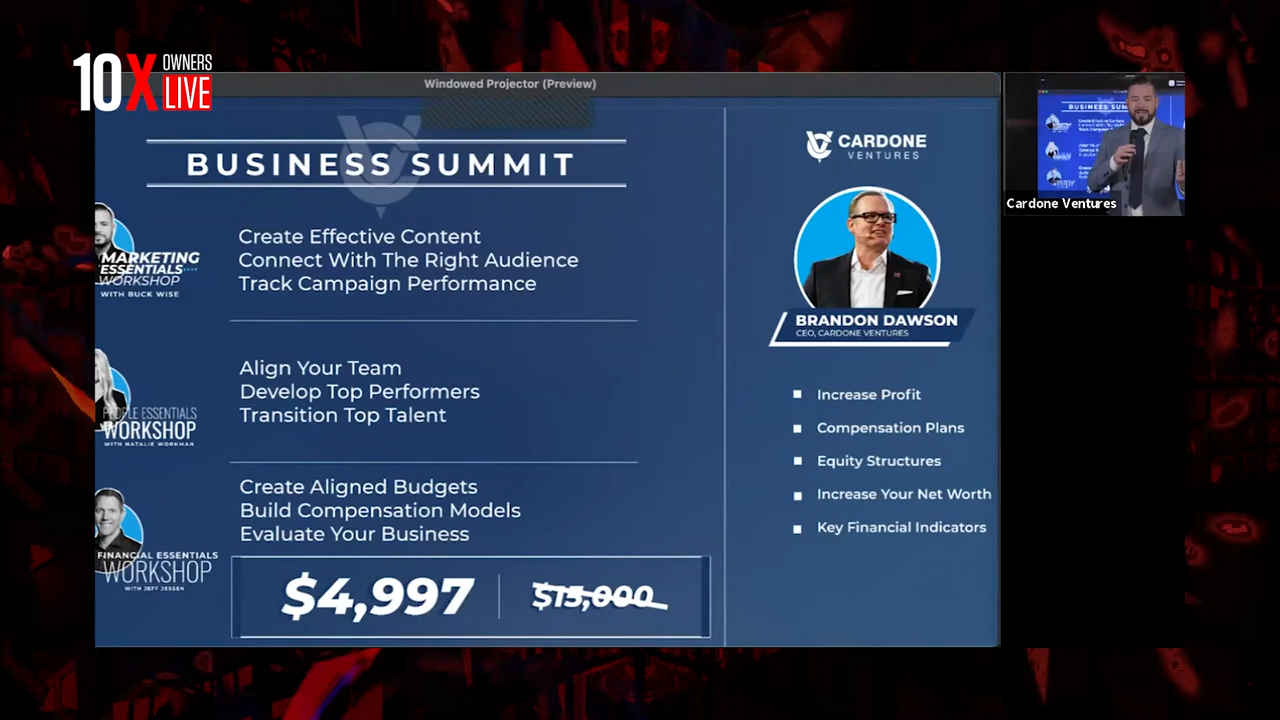 10X OWNERS LIVE
Windowed Projector (Preview)
BUSINESS SUMMIT
Create Effective Content
Connect With The Right Audience
Track Campaign Performance
MARKETING
ESSENTIALS
WORKSHOP
WITH BUCK WISE
Align Your Team
Develop Top Performers
Transition Top Talent
PEOPLE ESSENTIALS
WORKSHOP
WITH NATALIE WORKMAN
Create Aligned Budgets
Build Compensation Models
Evaluate Your Business
FINANCIAL ESSENTIALS
WORKSHOP
WITH JEFF JESSEN
$4,997
$15,000
CARDONE
VENTURES
BRANDON DAWSON
CEO, CARDONE VENTURES
Increase Profit
Compensation Plans
Equity Structures
Increase Your Net Worth
Key Financial Indicators
BUSINESS SUM
Cardone Ventures